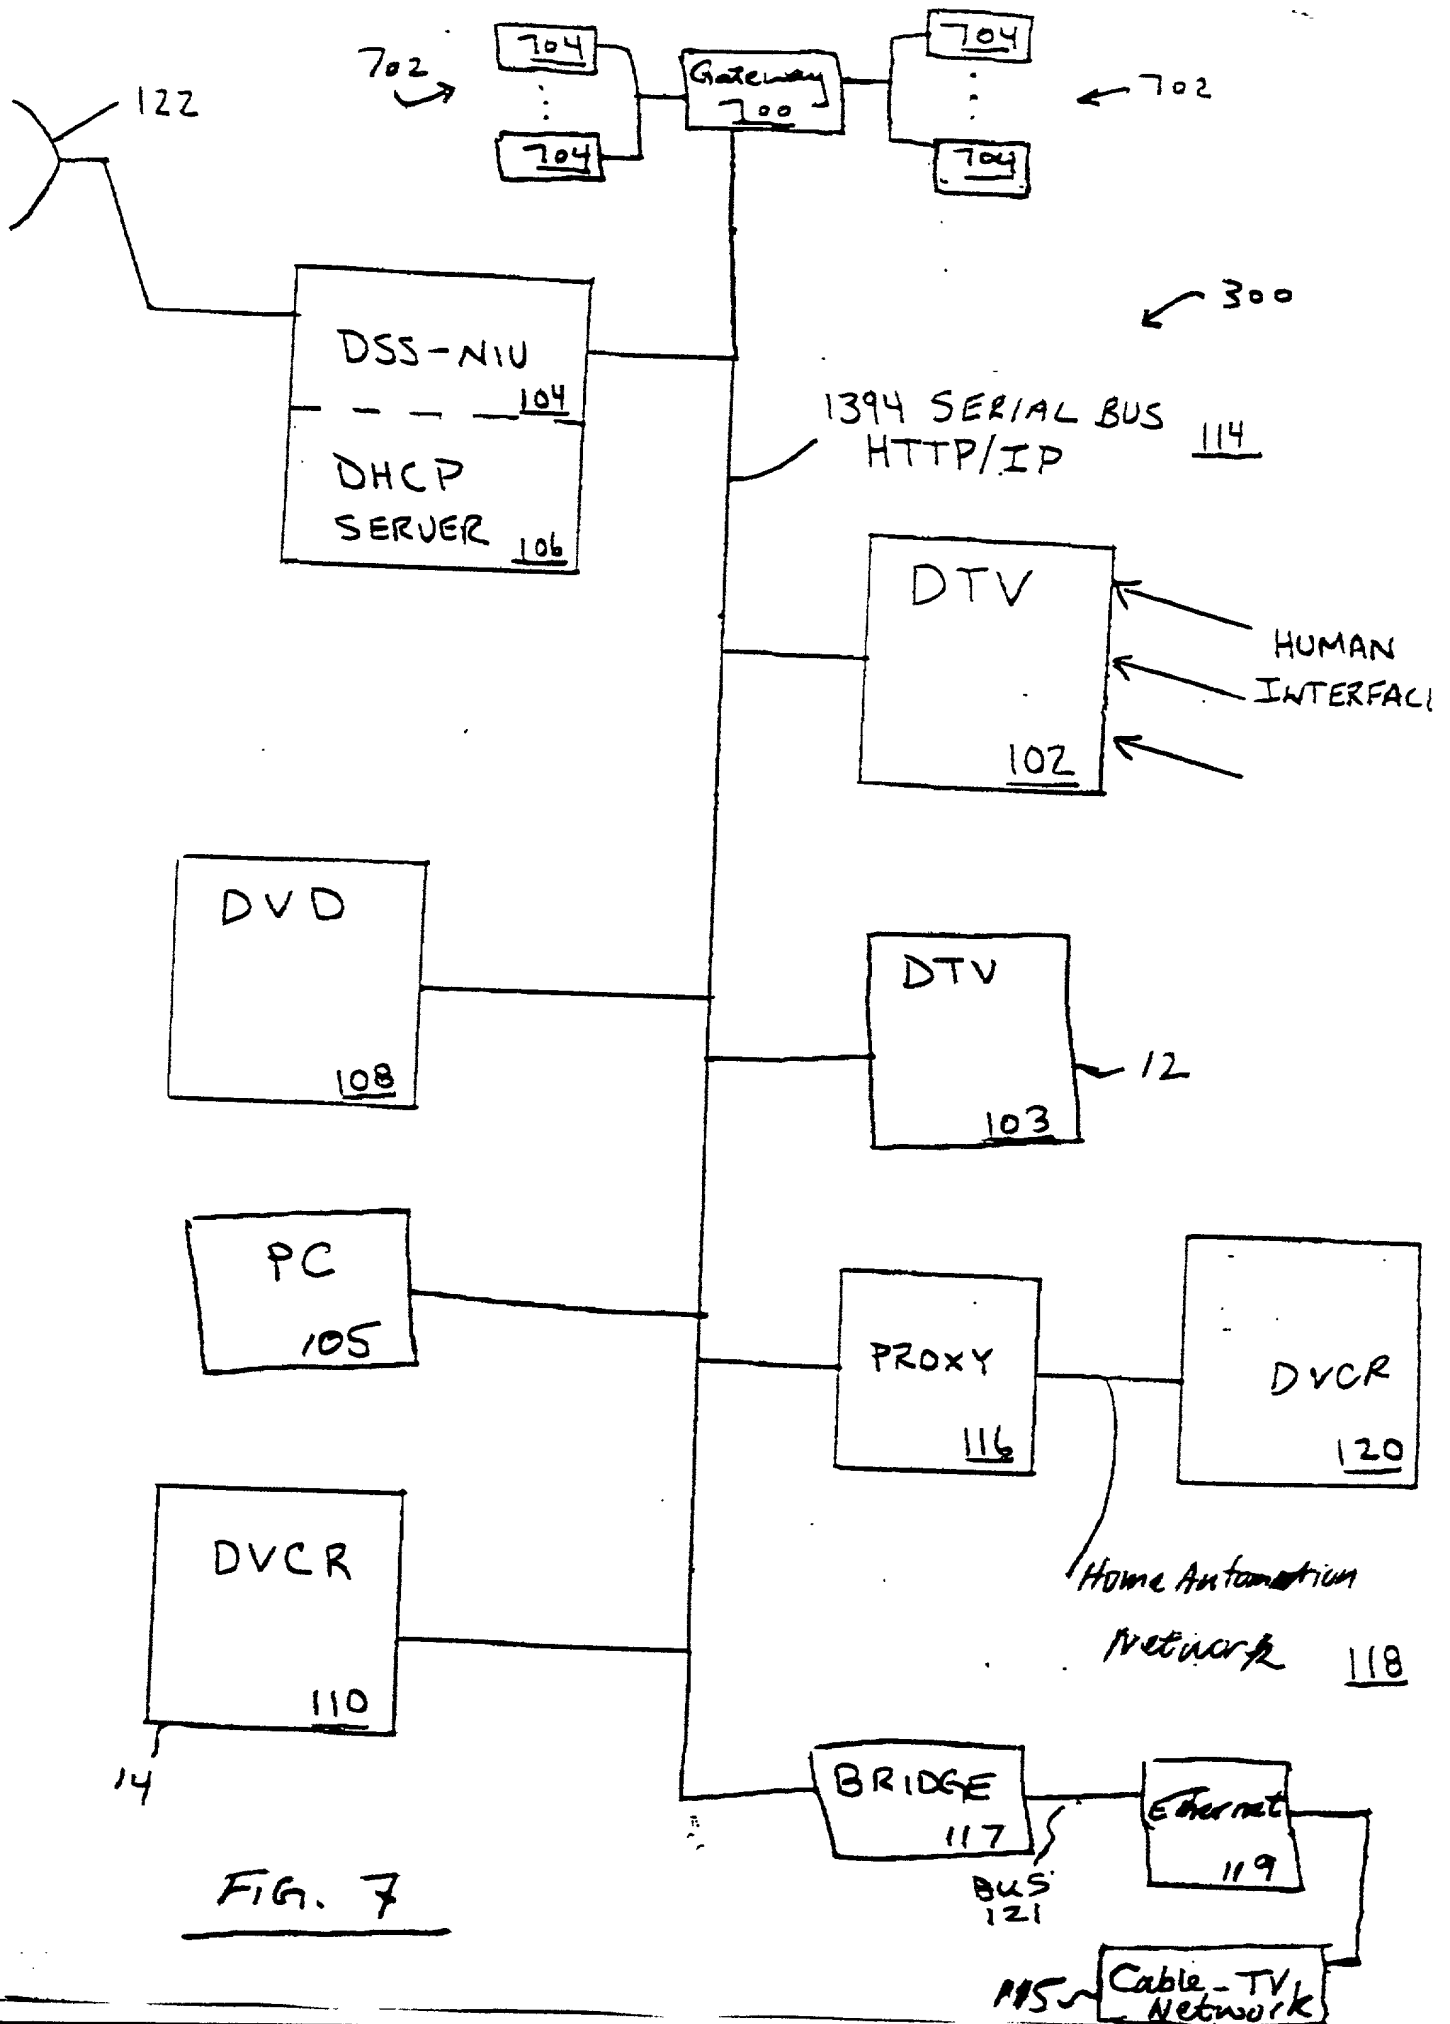 704
704
702
Gateway
700
702
122
704
704
300
DSS-NIU
104
1394 SERIAL BUS
HTTP/IP
114
DHCP
SERVER
106
DTV
HUMAN
INTERFAC
102
DVD
108
DTV
12
103
PC
105
PROXY
116
DVCR
120
DVCR
110
14
Home Automation
Network
118
BRIDGE
117
Ethernet
119
BUS
121
FIG. 7
115
Cable-TV
Network